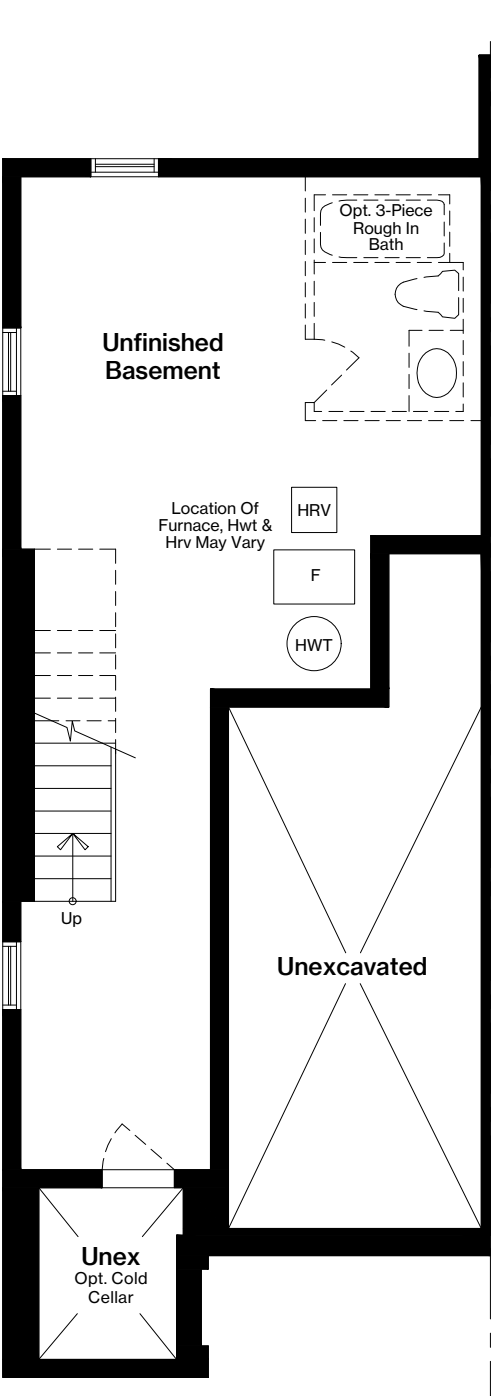 Opt. 3-Piece
Rough In
Bath
Unfinished
Basement
Location Of
Furnace, Hwt &
Hrv May Vary
HRV
F
HWT
Up
Unexcavated
Unex
Opt. Cold
Cellar